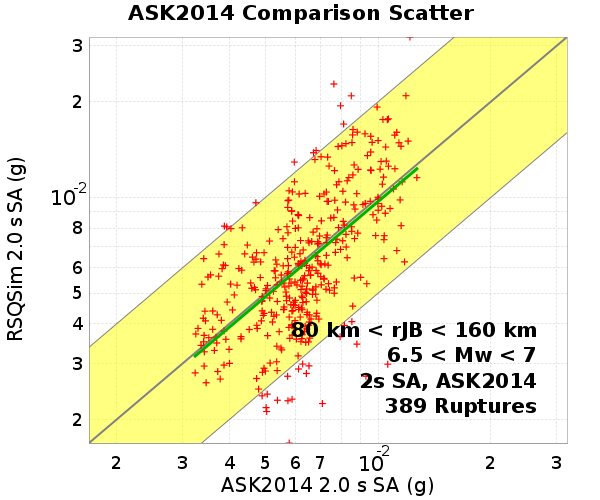 ASK2014 Comparison Scatter
RSQSim 2.0 s SA (g)
3
2
10-2
8
6
5
4
3
2
80 km < rJB < 160 km
6.5 < Mw < 7
2s SA, ASK2014
389 Ruptures
2 3 4 5 6 7 10-2 2 3
ASK2014 2.0 s SA (g)